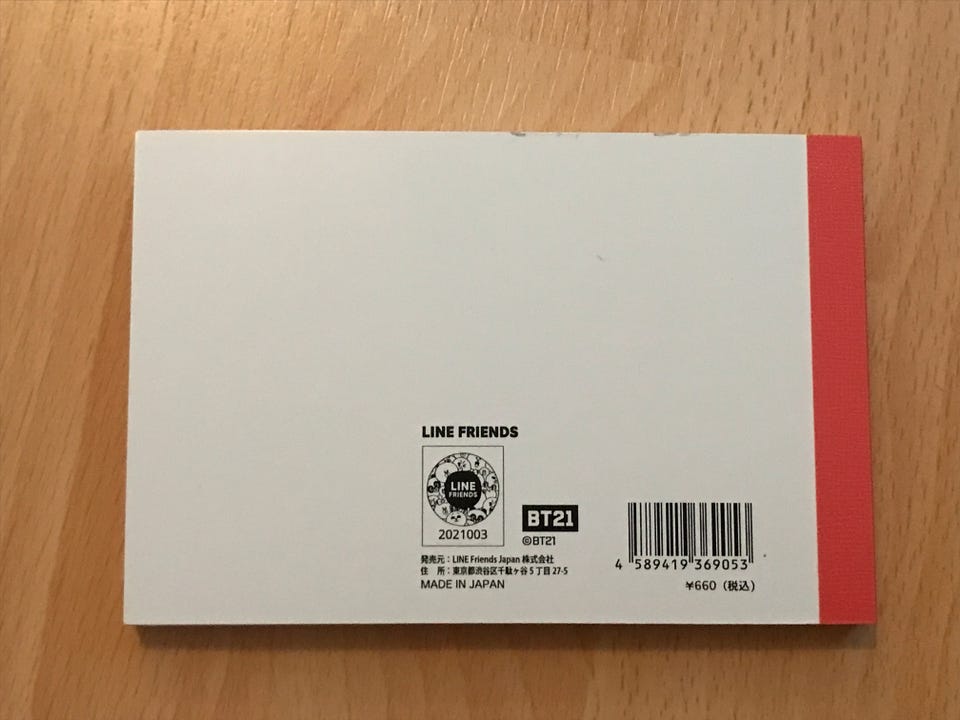 LINE FRIENDS
LINE
FRIENDS
2021003
BT21
©BT21
発売元：LINE Friends Japan 株式会社
住　所：東京都渋谷区千駄ヶ谷 5 丁目 27-5
MADE IN JAPAN
4 589419 369053
¥660（税込）